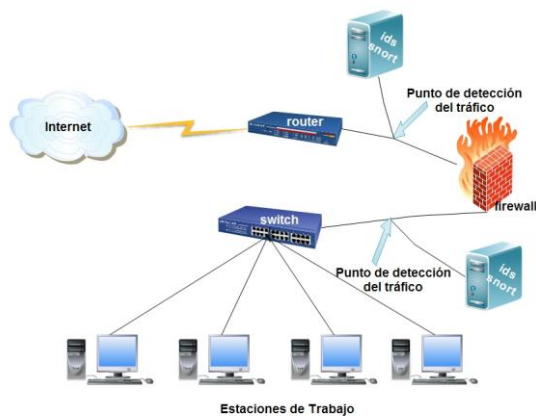 ids
snort
Internet
router
Punto de detección
del tráfico
firewall
switch
Punto de detección
del tráfico
ids
snort
Estaciones de Trabajo